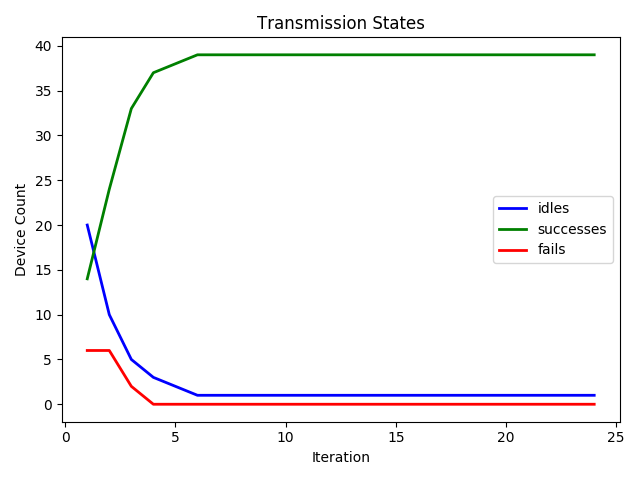 Transmission States
Device Count
40
35
30
25
20
15
10
5
0
idles
successes
fails
0 5 10 15 20 25
Iteration